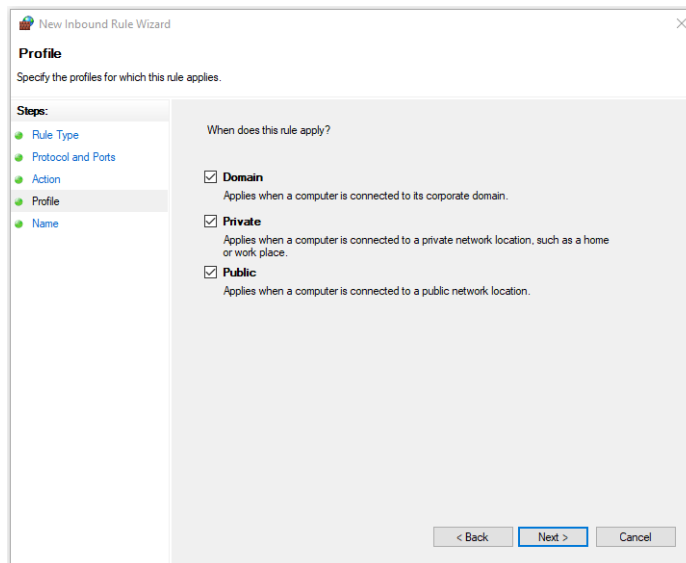 New Inbound Rule Wizard
Profile
Specify the profiles for which this rule applies.
Steps:
Rule Type
Protocol and Ports
Action
Profile
Name
When does this rule apply?
Domain
Applies when a computer is connected to its corporate domain.
Private
Applies when a computer is connected to a private network location, such as a home
or work place.
Public
Applies when a computer is connected to a public network location.
< Back
Next >
Cancel